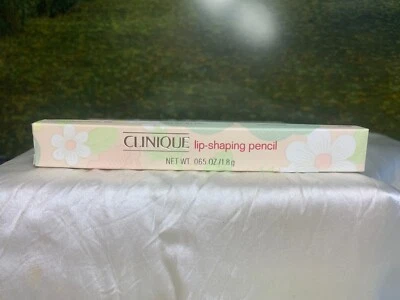 CLINIQUE lip-shaping pencil
NET WT. .065 OZ/1.8 g